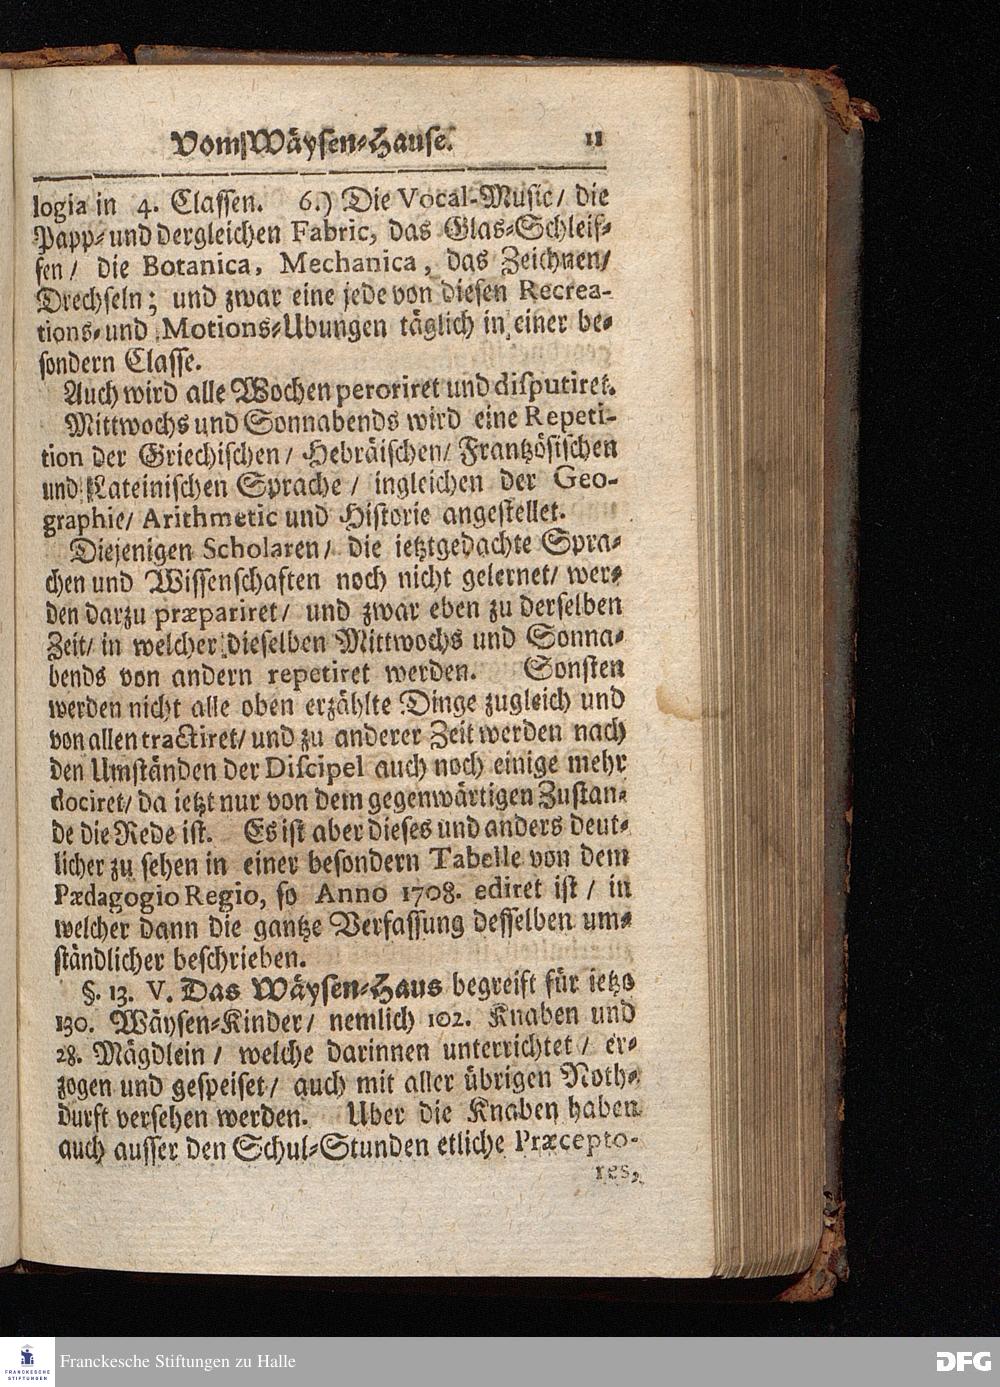 Vom Wäysen-Hause. 11
logia in 4. Classen. 6.) Die Vocal-Music/ die
Papp- und dergleichen Fabric, das Glas-Schleif-
fen/ die Botanica, Mechanica, das Zeichnen/
Drechseln; und zwar eine jede von diesen Recrea-
tions- und Motions-Ubungen täglich in einer be-
sondern Classe.
Auch wird alle Wochen peroriret und disputiret.
Mittwochs und Sonnabends wird eine Repeti-
tion der Griechischen/ Hebräischen/ Frantzösischen
und Lateinischen Sprache/ ingleichen der Geo-
graphie/ Arithmetic und Historie angestellet.
Diejenigen Scholaren/ die ietztgedachte Spra-
chen und Wissenschaften noch nicht gelernet/ wer-
den darzu præpariret/ und zwar eben zu derselben
Zeit/ in welcher dieselben Mittwochs und Sonna-
bends von andern repetiret werden. Sonsten
werden nicht alle oben erzählte Dinge zugleich und
von allen tractiret/ und zu anderer Zeit werden nach
den Umständen der Discipel auch noch einige mehr
dociret/ da ietzt nur von dem gegenwärtigen Zustan-
de die Rede ist. Es ist aber dieses und anders deut-
licher zu sehen in einer besondern Tabelle von dem
Pædagogio Regio, so Anno 1708. ediret ist/ in
welcher dann die gantze Verfassung desselben um-
ständlicher beschrieben.
§. 13. V. Das Wäysen-Haus begreift für ietzo
130. Wäysen-Kinder/ nemlich 102. Knaben und
28. Mägdlein/ welche darinnen unterrichtet/ er-
zogen und gespeiset/ auch mit aller übrigen Noth-
durft versehen werden. Uber die Knaben haben
auch ausser den Schul-Stunden etliche Præcepto-
res,
Franckesche Stiftungen zu Halle
FRANCKESCHE
STIFTUNGEN
DFG